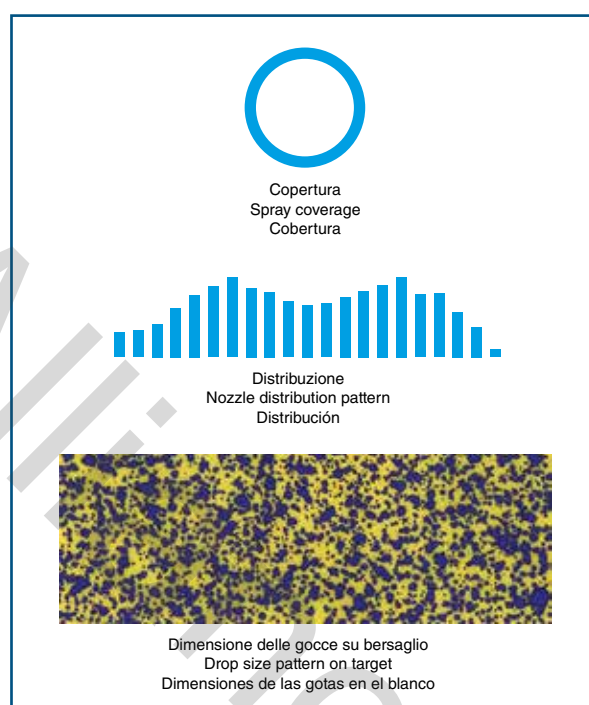 Copertura
Spray coverage
Cobertura
Distribuzione
Nozzle distribution pattern
Distribución
Dimensione delle gocce su bersaglio
Drop size pattern on target
Dimensiones de las gotas en el blanco